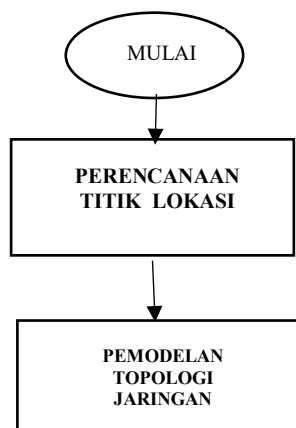 MULAI
PERENCANAAN
TITIK LOKASI
PEMODELAN
TOPOLOGI
JARINGAN